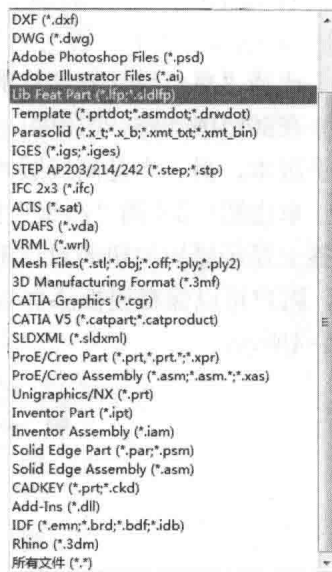 DXF (*.dxf)
DWG (*.dwg)
Adobe Photoshop Files (*.psd)
Adobe Illustrator Files (*.ai)
Lib Feat Part (*.lfp;*.sldlfp)
Template (*.prtdot;*.asmdot;*.drwdot)
Parasolid (*.x_t;*.x_b;*.xmt_txt;*.xmt_bin)
IGES (*.igs;*.iges)
STEP AP203/214/242 (*.step;*.stp)
IFC 2x3 (*.ifc)
ACIS (*.sat)
VDAFS (*.vda)
VRML (*.wrl)
Mesh Files(*.stl;*.obj;*.off;*.ply;*.ply2)
3D Manufacturing Format (*.3mf)
CATIA Graphics (*.cgr)
CATIA V5 (*.catpart;*.catproduct)
SLDXML (*.sldxml)
ProE/Creo Part (*.prt,*.prt.*;*.xpr)
ProE/Creo Assembly (*.asm;*.asm.*;*.xas)
Unigraphics/NX (*.prt)
Inventor Part (*.ipt)
Inventor Assembly (*.iam)
Solid Edge Part (*.par;*.psm)
Solid Edge Assembly (*.asm)
CADKEY (*.prt;*.ckd)
Add-Ins (*.dll)
IDF (*.emn;*.brd;*.bdf;*.idb)
Rhino (*.3dm)
所有文件 (*.*)